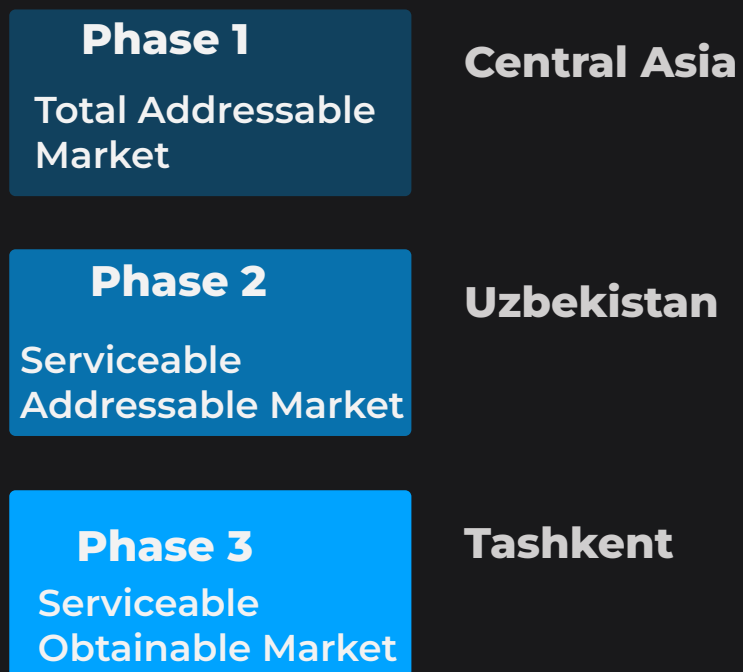 Phase 1
Central Asia
Total Addressable
Market
Phase 2
Uzbekistan
Serviceable
Addressable Market
Phase 3
Tashkent
Serviceable
Obtainable Market